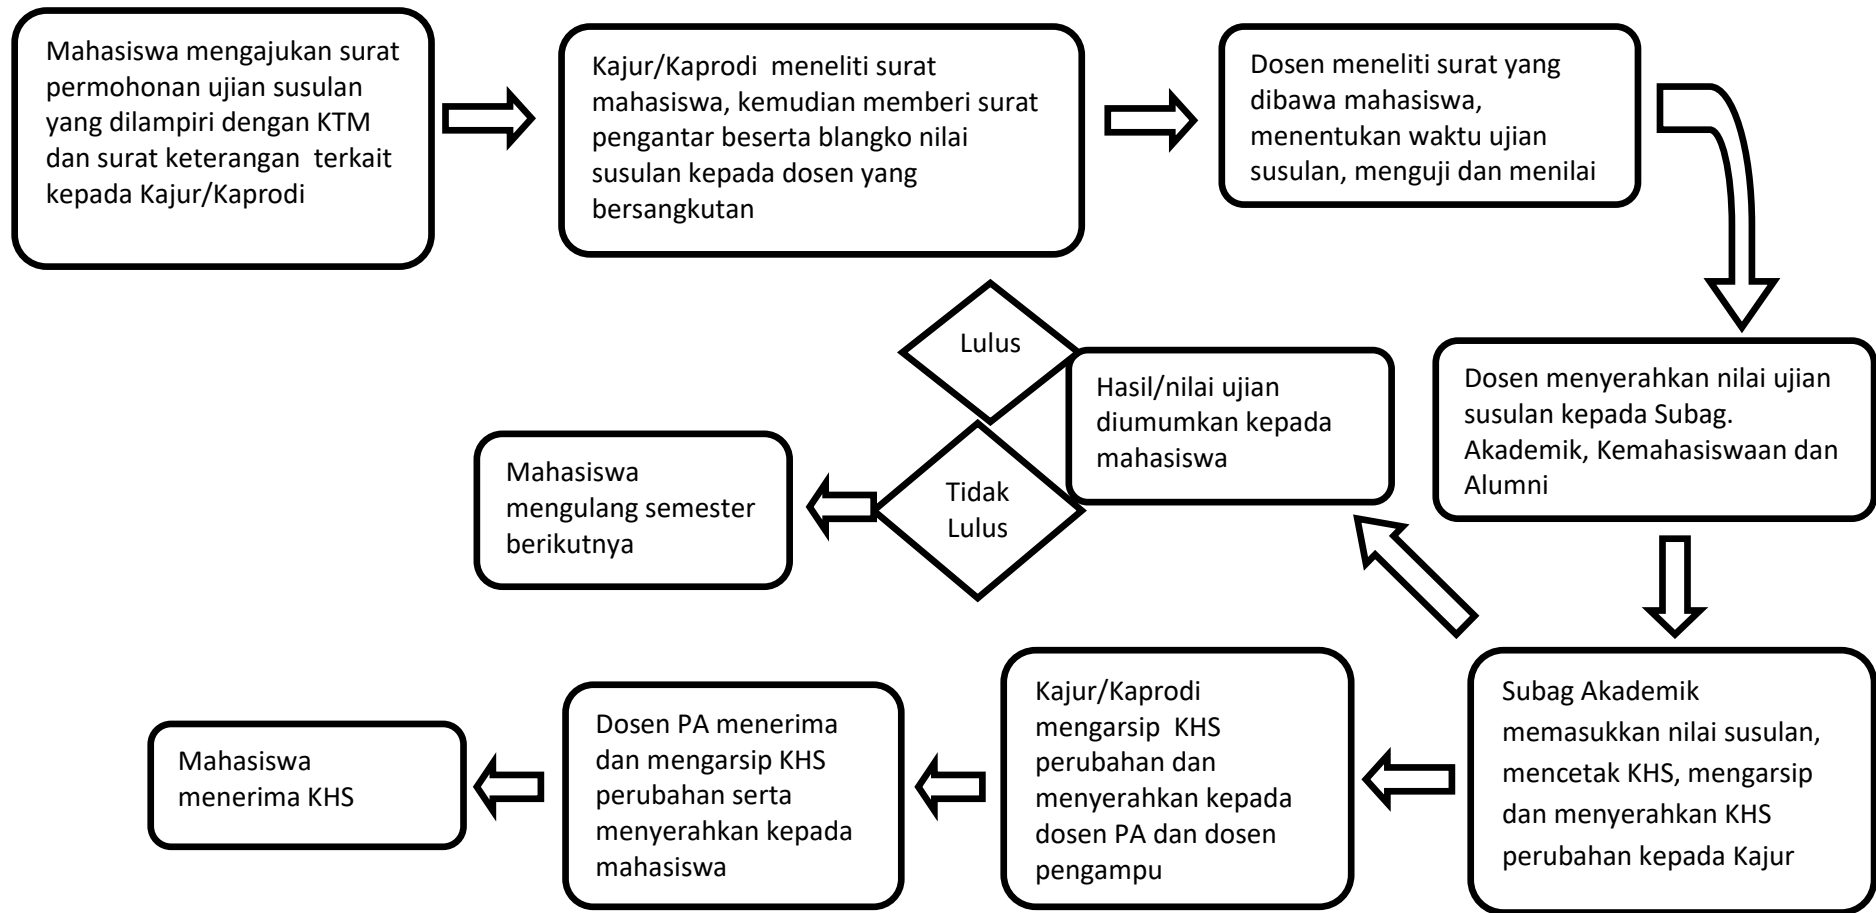 Mahasiswa mengajukan surat
permohonan ujian susulan
yang dilampiri dengan KTM
dan surat keterangan  terkait
kepada Kajur/Kaprodi
Kajur/Kaprodi  meneliti surat
mahasiswa, kemudian memberi surat
pengantar beserta blangko nilai
susulan kepada dosen yang
bersangkutan
Dosen meneliti surat yang
dibawa mahasiswa,
menentukan waktu ujian
susulan, menguji dan menilai
Dosen menyerahkan nilai ujian
susulan kepada Subag.
Akademik, Kemahasiswaan dan
Alumni
Subag Akademik
memasukkan nilai susulan,
mencetak KHS, mengarsip
dan menyerahkan KHS
perubahan kepada Kajur
Hasil/nilai ujian
diumumkan kepada
mahasiswa
Lulus
Tidak
Lulus
Mahasiswa
mengulang semester
berikutnya
Kajur/Kaprodi
mengarsip  KHS
perubahan dan
menyerahkan kepada
dosen PA dan dosen
pengampu
Dosen PA menerima
dan mengarsip KHS
perubahan serta
menyerahkan kepada
mahasiswa
Mahasiswa
menerima KHS